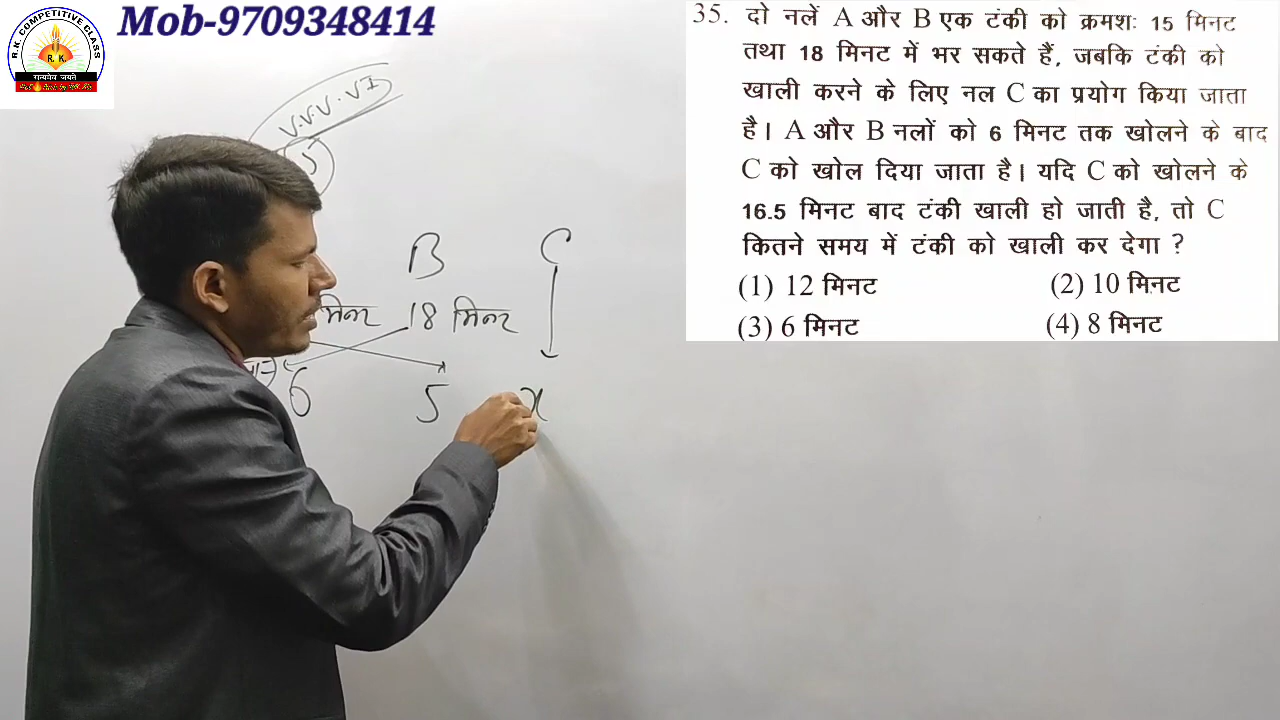 Mob-9709348414
R.K COMPETITIVE CLASS
R. K.
सत्यमेव जयते
35. दो नलें A और B एक टंकी को क्रमशः 15 मिनट
तथा 18 मिनट में भर सकते हैं, जबकि टंकी को
खाली करने के लिए नल C का प्रयोग किया जाता
है। A और B नलों को 6 मिनट तक खोलने के बाद
C को खोल दिया जाता है। यदि C को खोलने के
16.5 मिनट बाद टंकी खाली हो जाती है, तो C
कितने समय में टंकी को खाली कर देगा ?
(1) 12 मिनट (2) 10 मिनट
(3) 6 मिनट (4) 8 मिनट
V.V.V.VI
B C
मिनट 18 मिनट
6 5 x